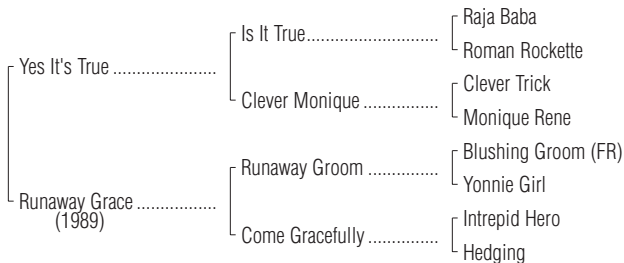 Raja Baba
Is It True
Roman Rockette
Yes It's True
Clever Trick
Clever Monique
Monique Rene
Blushing Groom (FR)
Runaway Groom
Yonnie Girl
Runaway Grace
(1989)
Intrepid Hero
Come Gracefully
Hedging